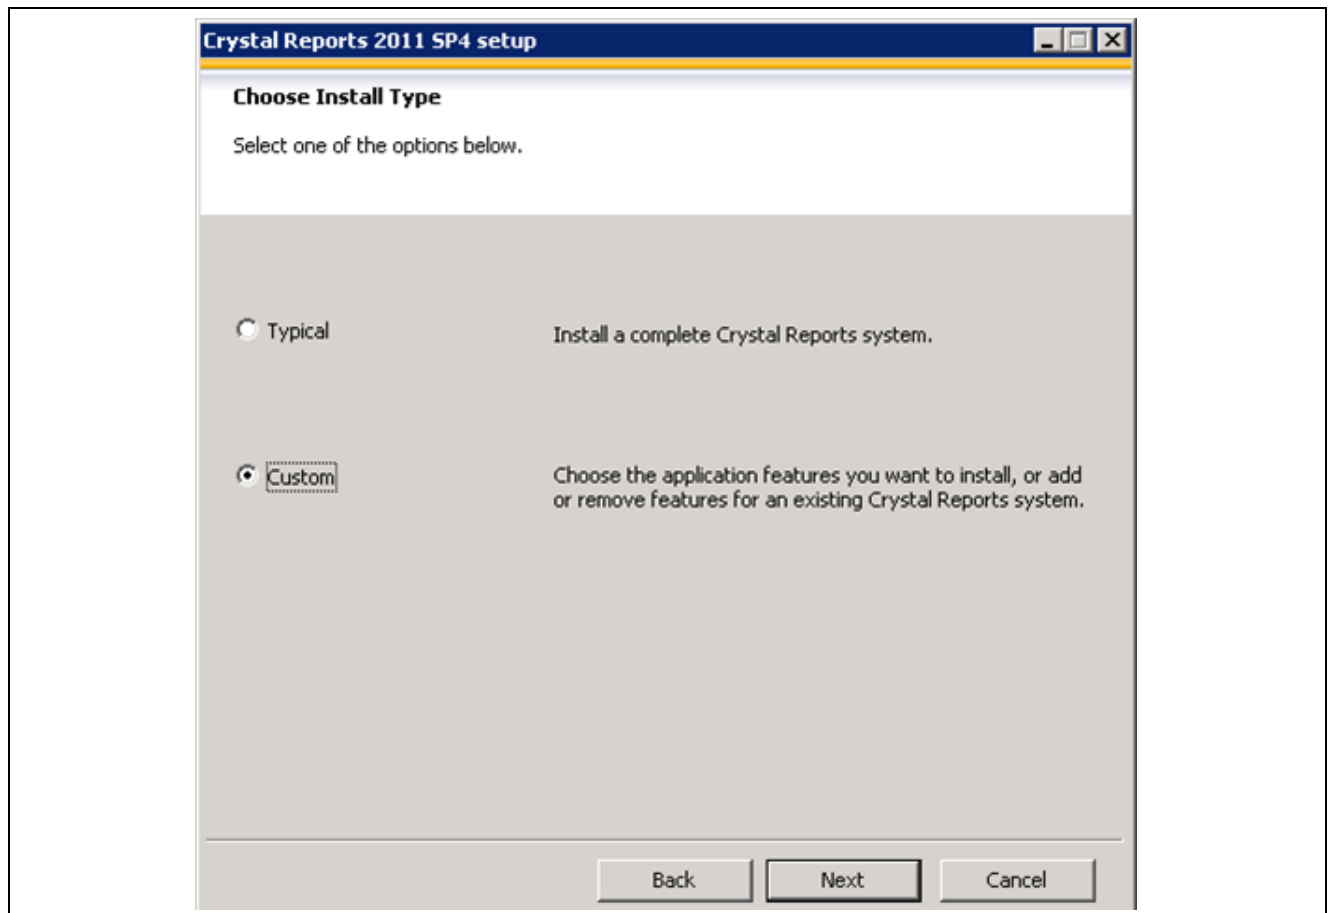 Crystal Reports 2011 SP4 setup
Choose Install Type
Select one of the options below.
Typical
Install a complete Crystal Reports system.
Custom
Choose the application features you want to install, or add
or remove features for an existing Crystal Reports system.
Back
Next
Cancel